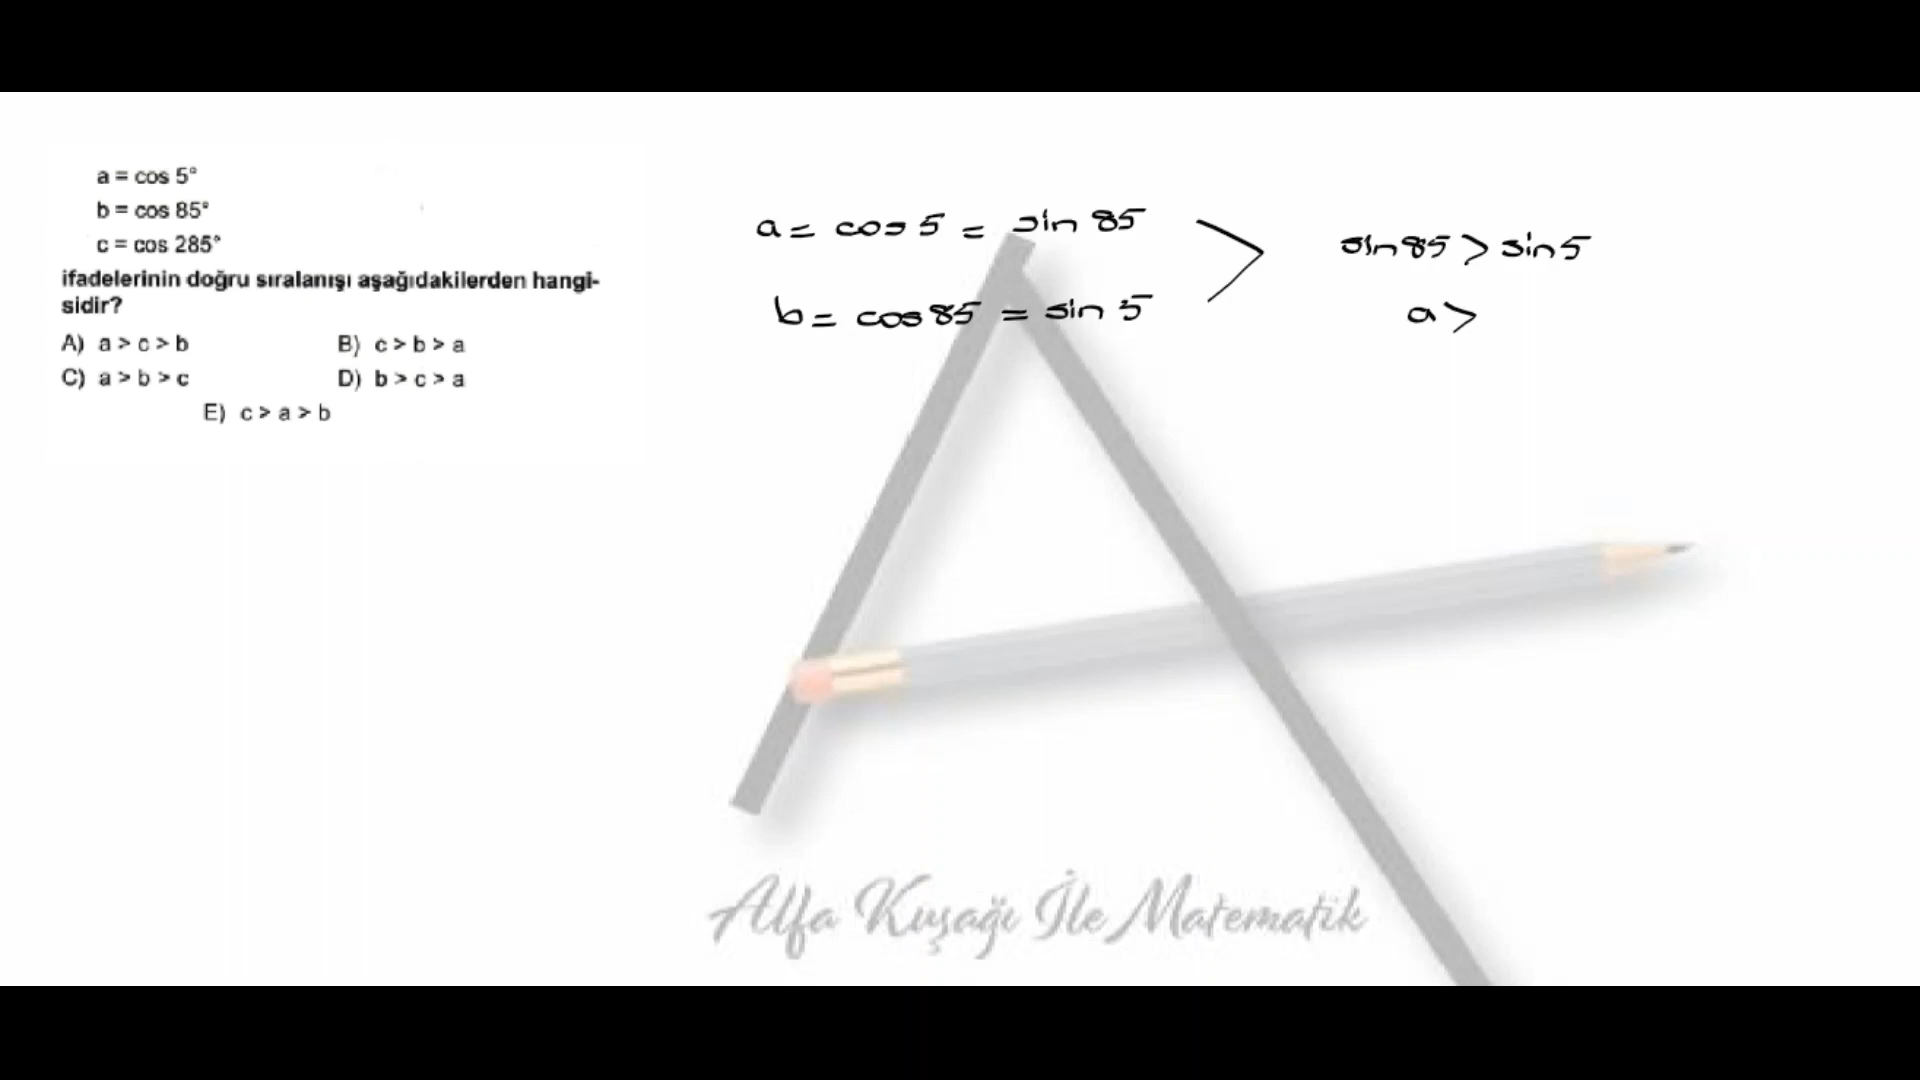 a = cos 5°
b = cos 85°
c = cos 285°
ifadelerinin doğru sıralanışı aşağıdakilerden hangi-
sidir?
A) a > c > b B) c > b > a
C) a > b > c D) b > c > a
E) c > a > b
a = cos 5 = sin 85
b = cos 85 = sin 5
sin 85 > sin 5
a >
Alfa Kuşağı İle Matematik